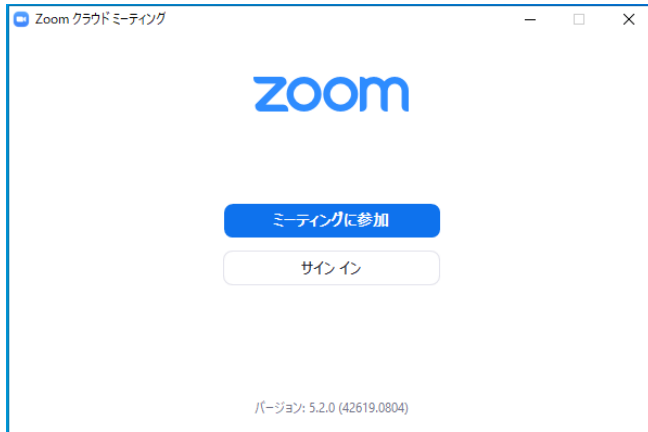 Zoom クラウド ミーティング
zoom
ミーティングに参加
サイン イン
バージョン: 5.2.0 (42619.0804)